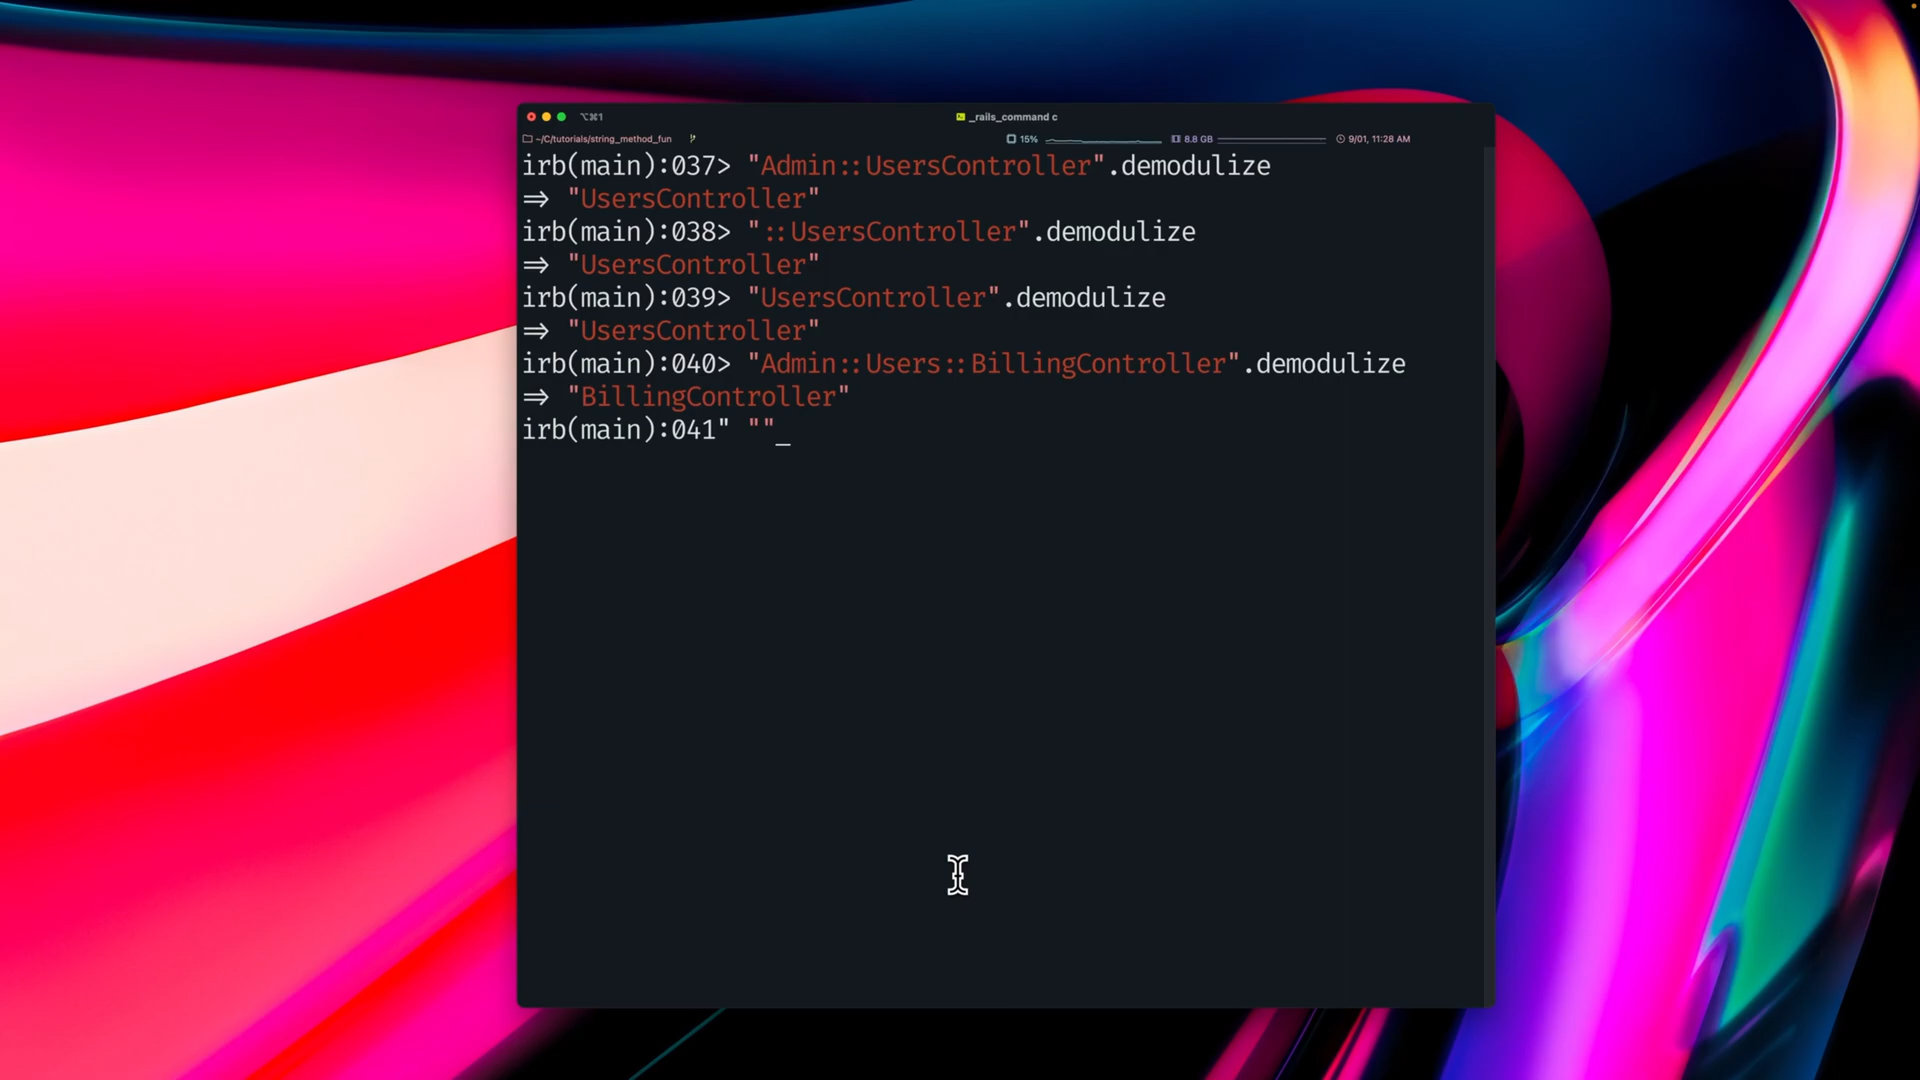 ⌥⌘1
_rails_command c
~/C/tutorials/string_method_fun
15%
8.8 GB
9/01, 11:28 AM
irb(main):037> "Admin::UsersController".demodulize
=> "UsersController"
irb(main):038> "::UsersController".demodulize
=> "UsersController"
irb(main):039> "UsersController".demodulize
=> "UsersController"
irb(main):040> "Admin::Users::BillingController".demodulize
=> "BillingController"
irb(main):041" ""_